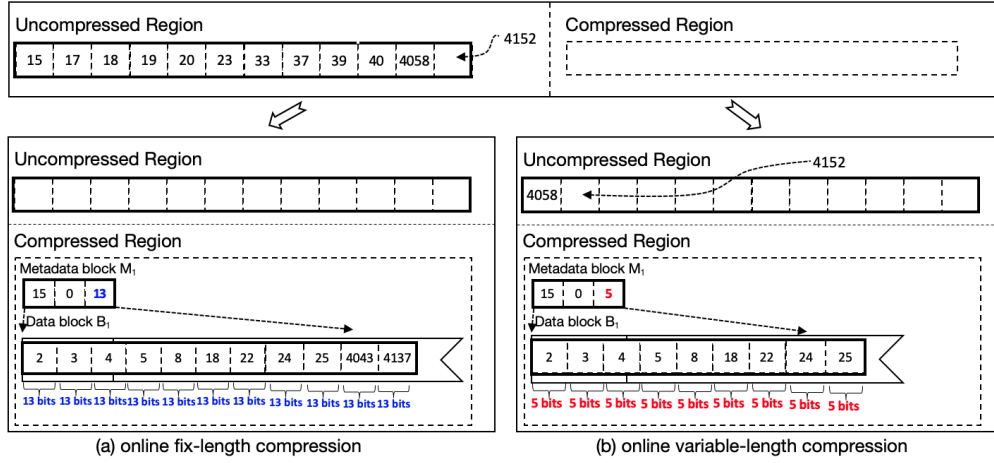 Uncompressed Region
Compressed Region
4152
15 17 18 19 20 23 33 37 39 40 4058
Uncompressed Region
Compressed Region
Metadata block M1
15 0 13
Data block B1
2 3 4 5 8 18 22 24 25 4043 4137
13 bits 13 bits 13 bits 13 bits 13 bits 13 bits 13 bits 13 bits 13 bits 13 bits 13 bits
(a) online fix-length compression
Uncompressed Region
4152
4058
Compressed Region
Metadata block M1
15 0 5
Data block B1
2 3 4 5 8 18 22 24 25
5 bits 5 bits 5 bits 5 bits 5 bits 5 bits 5 bits 5 bits 5 bits
(b) online variable-length compression